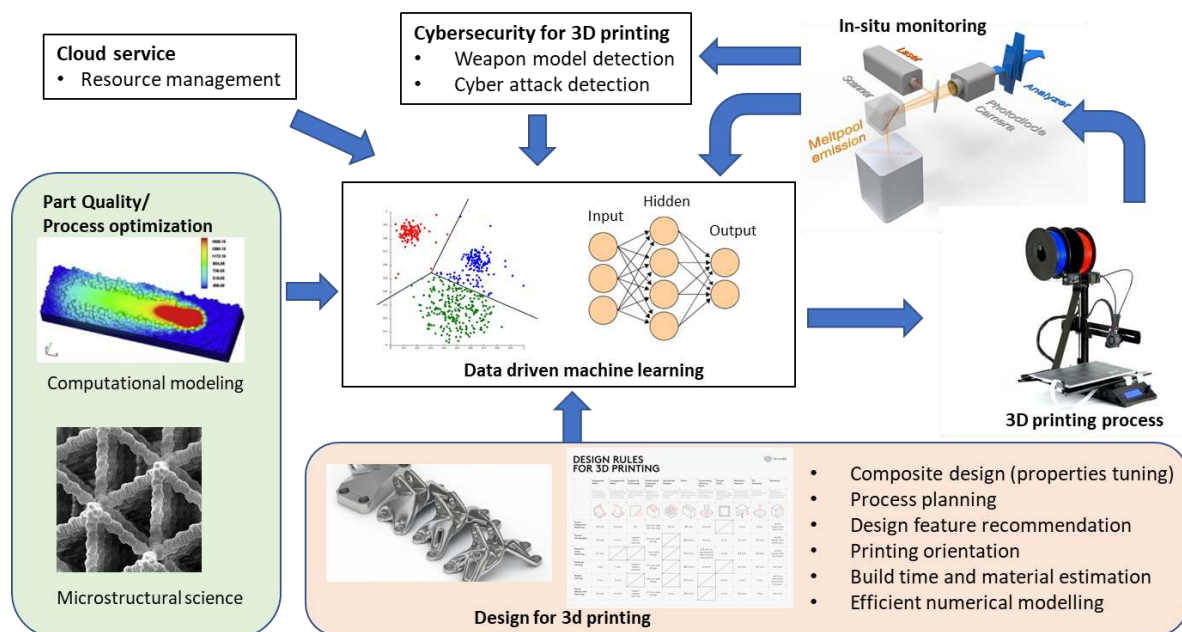 Cloud service
• Resource management
Cybersecurity for 3D printing
• Weapon model detection
• Cyber attack detection
In-situ monitoring
Laser
Scanner
Analyzer
Photodiode
Camera
Meltpool
emission
Part Quality/
Process optimization
Computational modeling
Microstructural science
Input
Hidden
Output
Data driven machine learning
3D printing process
DESIGN RULES
FOR 3D PRINTING
Design for 3d printing
• Composite design (properties tuning)
• Process planning
• Design feature recommendation
• Printing orientation
• Build time and material estimation
• Efficient numerical modelling